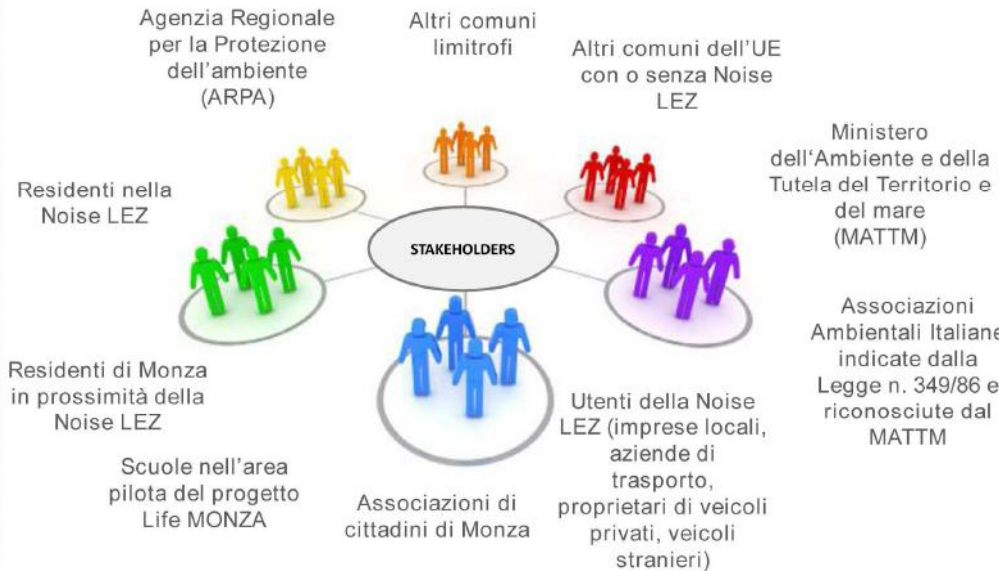 Agenzia Regionale
per la Protezione
dell'ambiente
(ARPA)
Altri comuni
limitrofi
Altri comuni dell'UE
con o senza Noise
LEZ
Ministero
dell'Ambiente e della
Tutela del Territorio e
del mare
(MATTM)
Residenti nella
Noise LEZ
STAKEHOLDERS
Associazioni
Ambientali Italiane
indicate dalla
Legge n. 349/86 e
riconosciute dal
MATTM
Residenti di Monza
in prossimità della
Noise LEZ
Utenti della Noise
LEZ (imprese locali,
aziende di
trasporto,
proprietari di veicoli
privati, veicoli
stranieri)
Scuole nell'area
pilota del progetto
Life MONZA
Associazioni di
cittadini di Monza